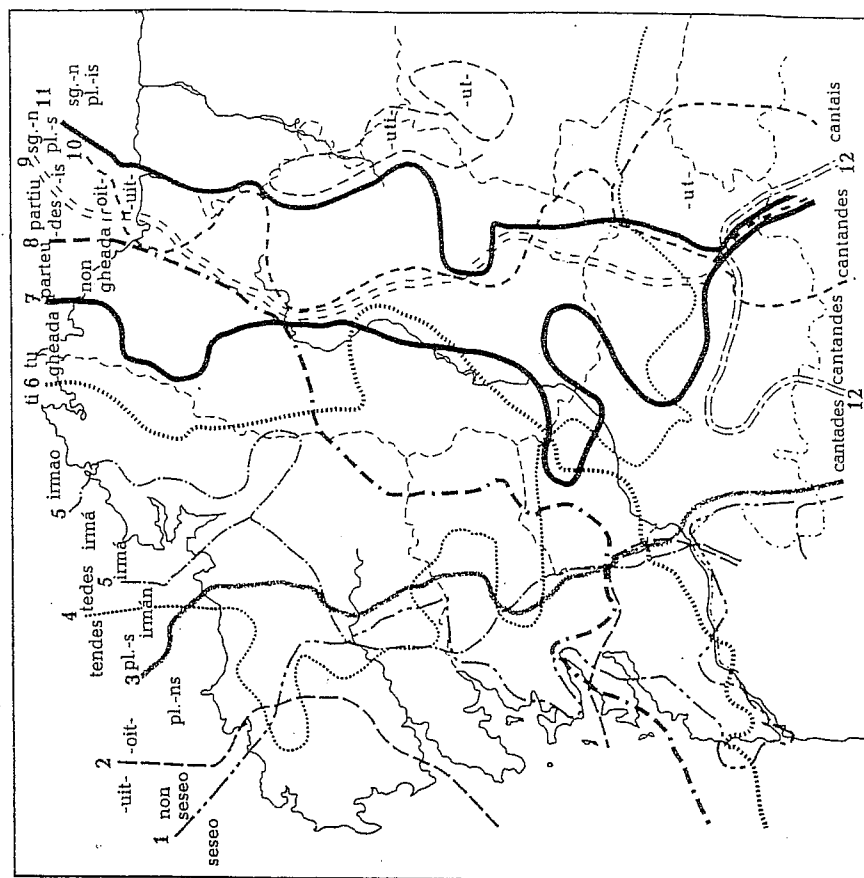 1
seseo
non
seseo
2
-uit-
-oit-
3
pl.-ns
pl.-s
4
tendes
tedes
irmán
5
irmá
irmá
5
irmao
6
ti
tu
7
gheada
non
gheada
8
parteu
partiu
9
-des
-is
10
-oit-
-uit-
sg.-n
pl.-s
11
sg.-n
pl.-is
-uti-
-ut-
-ut-
cantades
12
cantandes
cantandes
12
cantais